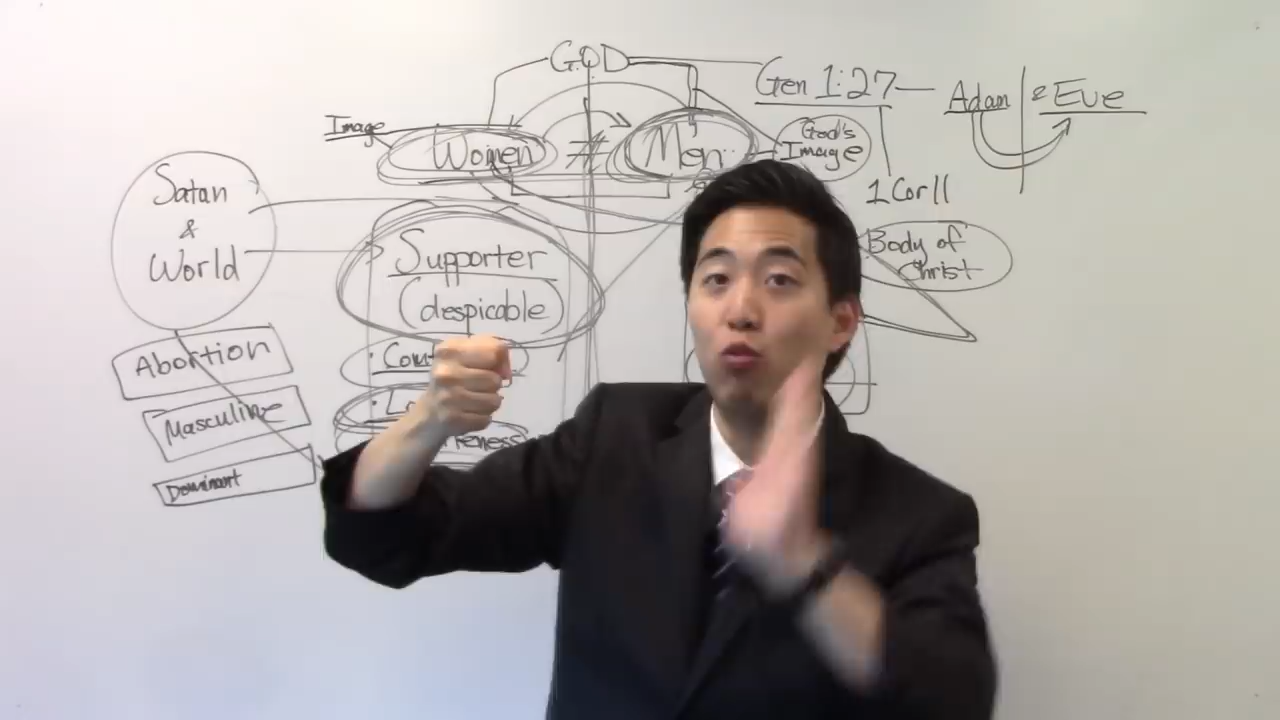 GOD
Gen 1:27 — Adam & Eve
Image
Women ≠ Men
God's
Image
Satan
&
World
1 Cor 11
Supporter
(despicable)
Body of
Christ
Abortion
Masculine
Dominant